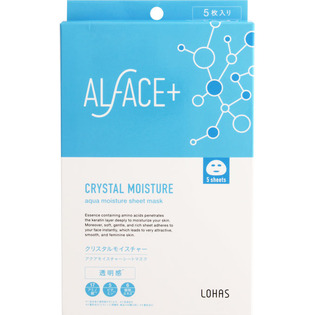 5枚入り
ALFACE+
5 sheets
CRYSTAL MOISTURE
aqua moisture sheet mask
Essence containing amino acids penetrates
the keratin layer deeply to moisturize your skin.
Moreover, soft, gentle, and rich sheet adheres to
your face instantly, which leads to very attractive,
smooth, and feminine skin.
クリスタルモイスチャー
アクアモイスチャーシートマスク
透明感
LOHAS